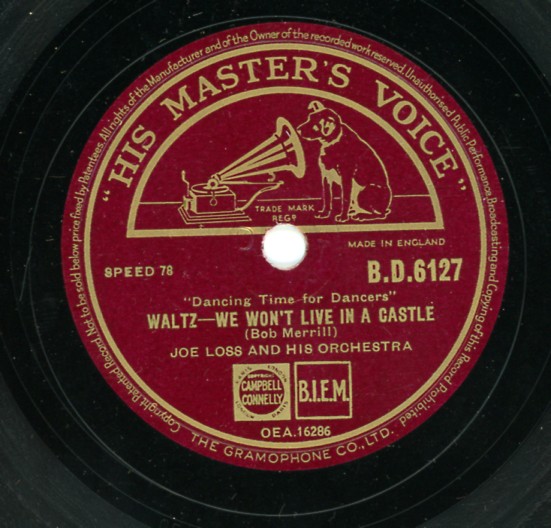 Copyright. Patented Record Not to be sold below price fixed by Patentees. All rights of the Manufacturer and of the Owner of the recorded work reserved. Unauthorised Public Performance, Broadcasting and Copying of this Record Prohibited.
"HIS MASTER'S VOICE"
TRADE MARK
REGD
MADE IN ENGLAND
SPEED 78
B.D.6127
"Dancing Time for Dancers"
WALTZ—WE WON'T LIVE IN A CASTLE
(Bob Merrill)
JOE LOSS AND HIS ORCHESTRA
COPYRIGHT
CAMPBELL
CONNELLY
B.I.E.M.
OEA.16286
THE GRAMOPHONE CO., LTD.